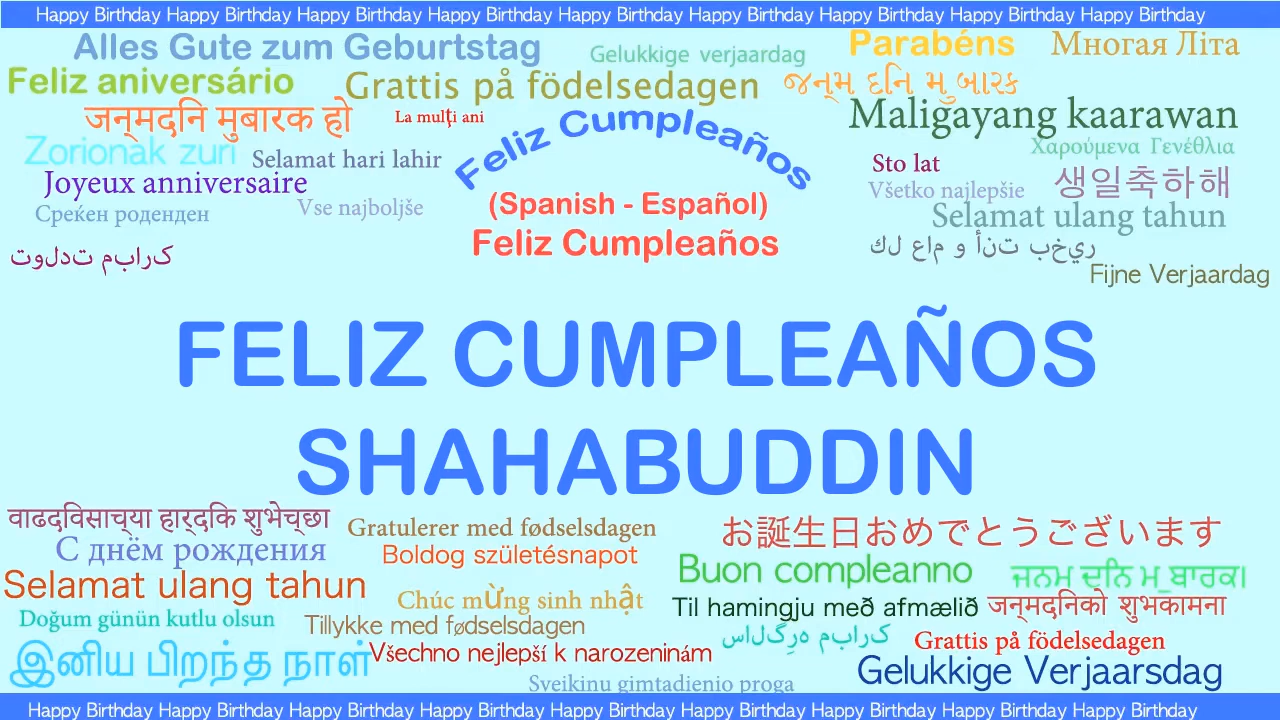 Happy Birthday Happy Birthday Happy Birthday Happy Birthday Happy Birthday Happy Birthday Happy Birthday Happy Birthday Happy Birthday
Alles Gute zum Geburtstag
Gelukkige verjaardag
Parabéns
Многая Літа
Feliz aniversário
Grattis på födelsedagen
જન્મ દિન મુબારક
जन्मदिन मुबारक हो
La mulţi ani
Feliz Cumpleaños
Maligayang kaarawan
Zorionak zuri
Selamat hari lahir
Sto lat
Χαρούμενα Γενέθλια
Joyeux anniversaire
Všetko najlepšie
생일축하해
Среќен роденден
Vse najboljše
(Spanish - Español)
Selamat ulang tahun
تولدت مبارک
Feliz Cumpleaños
كل عام و أنت بخير
Fijne Verjaardag
FELIZ CUMPLEAÑOS
SHAHABUDDIN
वाढदिवसाच्या हार्दिक शुभेच्छा
Gratulerer med fødselsdagen
お誕生日おめでとうございます
С днём рождения
Boldog születésnapot
Buon compleanno
ਜਨਮ ਦਿਨ ਮੁਬਾਰਕ।
Selamat ulang tahun
Chúc mừng sinh nhật
Til hamingju með afmælið
जन्मदिनको शुभकामना
Doğum günün kutlu olsun
Tillykke med fødselsdagen
سالگرہ مبارک
Grattis på födelsedagen
இனிய பிறந்த நாள்
Všechno nejlepší k narozeninám
Gelukkige Verjaarsdag
Sveikinu gimtadienio proga
Happy Birthday Happy Birthday Happy Birthday Happy Birthday Happy Birthday Happy Birthday Happy Birthday Happy Birthday Happy Birthday